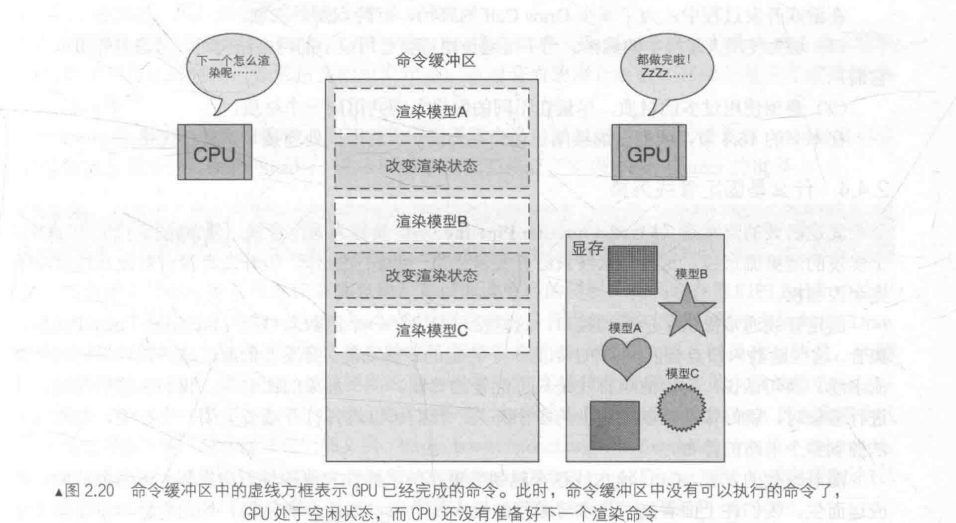 下一个怎么渲
染呢……
命令缓冲区
都做完啦!
ZzZz……
渲染模型A
CPU
GPU
改变渲染状态
渲染模型B
显存
改变渲染状态
模型B
模型A
渲染模型C
模型C
▲图 2.20 命令缓冲区中的虚线方框表示 GPU 已经完成的命令。此时,命令缓冲区中没有可以执行的命令了,
GPU 处于空闲状态,而 CPU 还没有准备好下一个渲染命令